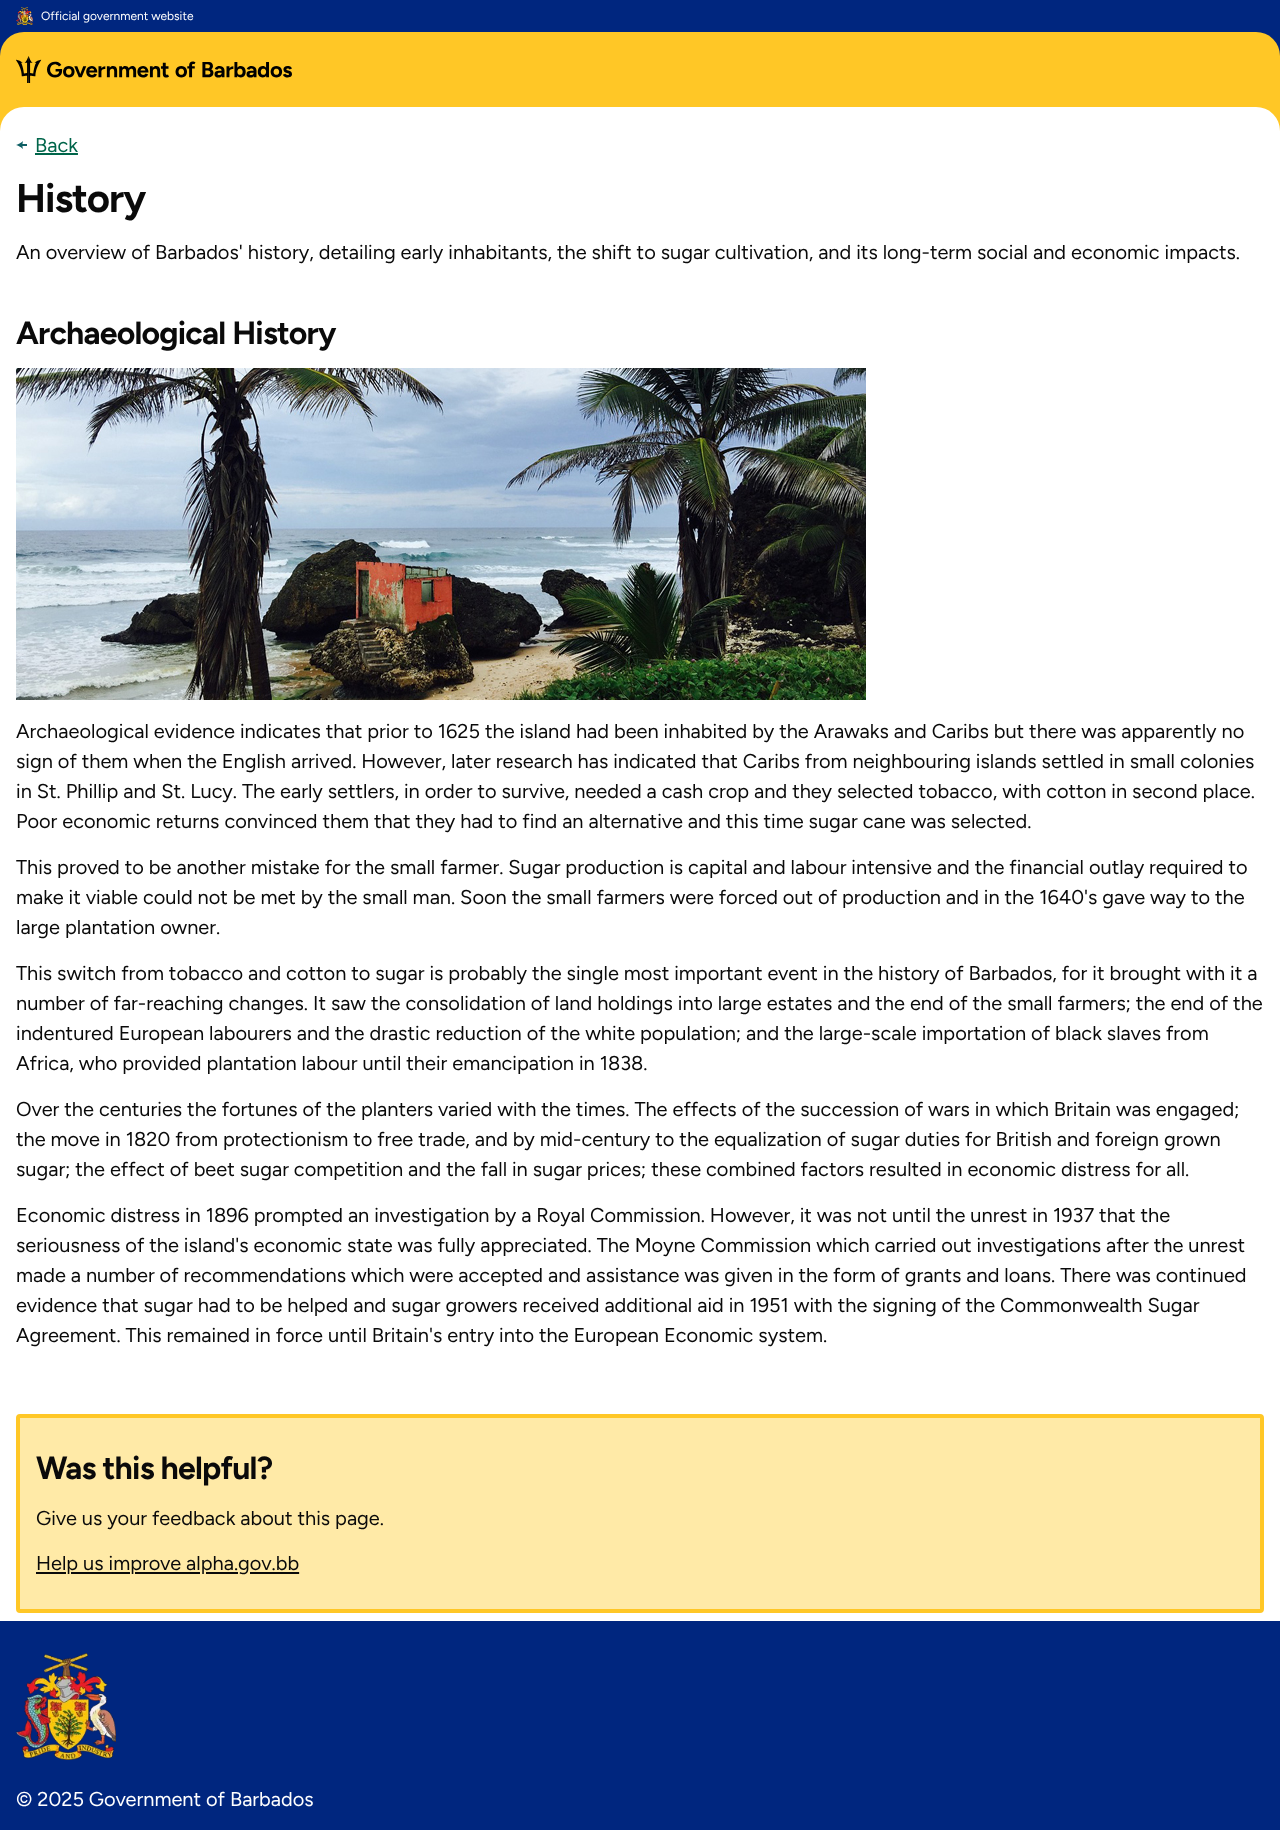 Official government website
Government of Barbados
Back
History
An overview of Barbados' history, detailing early inhabitants, the shift to sugar cultivation, and its long-term social and economic impacts.
Archaeological History
Archaeological evidence indicates that prior to 1625 the island had been inhabited by the Arawaks and Caribs but there was apparently no
sign of them when the English arrived. However, later research has indicated that Caribs from neighbouring islands settled in small colonies
in St. Phillip and St. Lucy. The early settlers, in order to survive, needed a cash crop and they selected tobacco, with cotton in second place.
Poor economic returns convinced them that they had to find an alternative and this time sugar cane was selected.
This proved to be another mistake for the small farmer. Sugar production is capital and labour intensive and the financial outlay required to
make it viable could not be met by the small man. Soon the small farmers were forced out of production and in the 1640's gave way to the
large plantation owner.
This switch from tobacco and cotton to sugar is probably the single most important event in the history of Barbados, for it brought with it a
number of far-reaching changes. It saw the consolidation of land holdings into large estates and the end of the small farmers; the end of the
indentured European labourers and the drastic reduction of the white population; and the large-scale importation of black slaves from
Africa, who provided plantation labour until their emancipation in 1838.
Over the centuries the fortunes of the planters varied with the times. The effects of the succession of wars in which Britain was engaged;
the move in 1820 from protectionism to free trade, and by mid-century to the equalization of sugar duties for British and foreign grown
sugar; the effect of beet sugar competition and the fall in sugar prices; these combined factors resulted in economic distress for all.
Economic distress in 1896 prompted an investigation by a Royal Commission. However, it was not until the unrest in 1937 that the
seriousness of the island's economic state was fully appreciated. The Moyne Commission which carried out investigations after the unrest
made a number of recommendations which were accepted and assistance was given in the form of grants and loans. There was continued
evidence that sugar had to be helped and sugar growers received additional aid in 1951 with the signing of the Commonwealth Sugar
Agreement. This remained in force until Britain's entry into the European Economic system.
Was this helpful?
Give us your feedback about this page.
Help us improve alpha.gov.bb
PRIDE AND INDUSTRY
© 2025 Government of Barbados